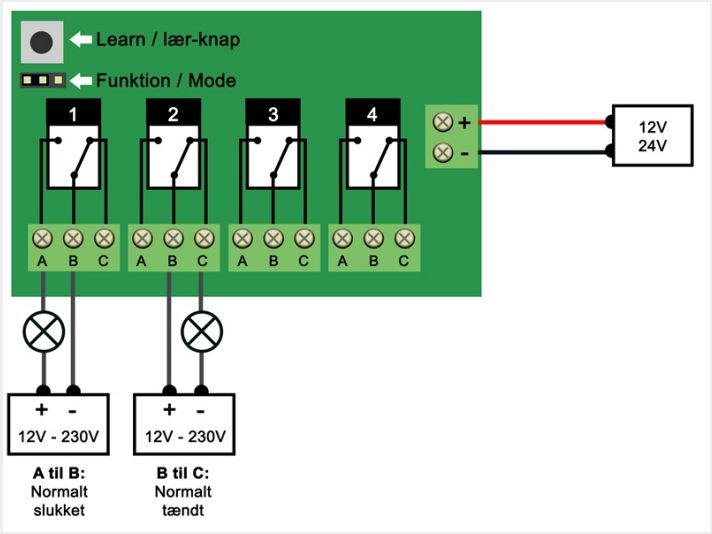 Learn / lær-knap
Funktion / Mode
1
2
3
4
+
-
12V
24V
A B C
A B C
A B C
A B C
+ -
12V - 230V
+ -
12V - 230V
A til B:
Normalt
slukket
B til C:
Normalt
tændt